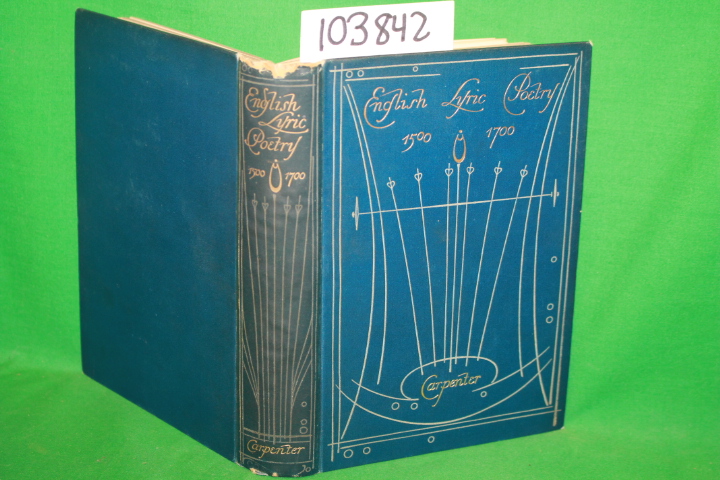 103842
English
Lyric
Poetry
1500 1700
Carpenter
English Lyric Poetry
1500 1700
Carpenter